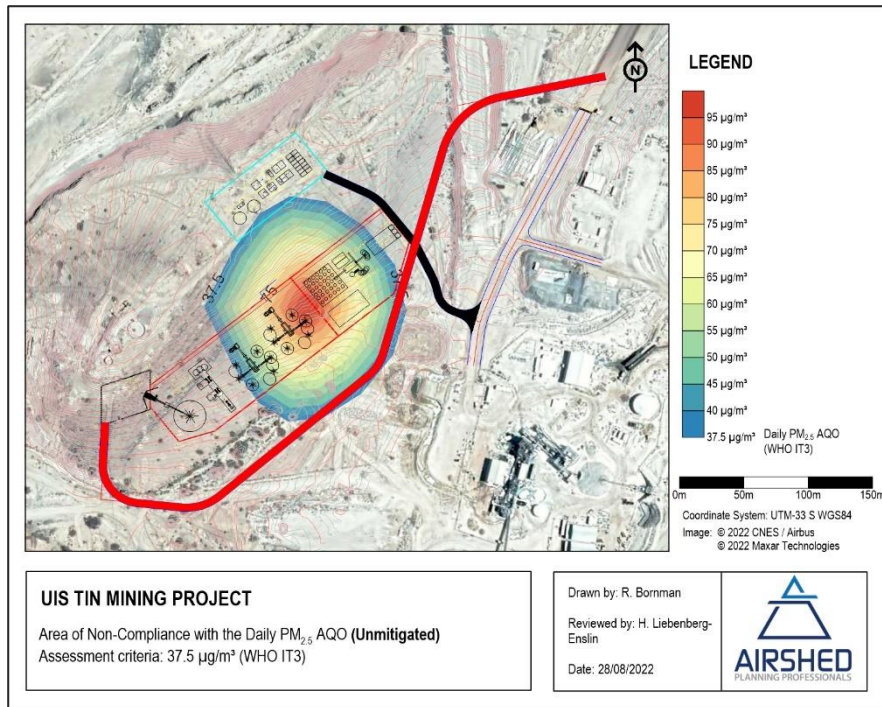 N
37.5
75
37.5
LEGEND
95 µg/m³
90 µg/m³
85 µg/m³
80 µg/m³
75 µg/m³
70 µg/m³
65 µg/m³
60 µg/m³
55 µg/m³
50 µg/m³
45 µg/m³
40 µg/m³
37.5 µg/m³ Daily PM₂.₅ AQO
(WHO IT3)
0m 50m 100m 150m
Coordinate System: UTM-33 S WGS84
Image: © 2022 CNES / Airbus
© 2022 Maxar Technologies
UIS TIN MINING PROJECT
Area of Non-Compliance with the Daily PM₂.₅ AQO (Unmitigated)
Assessment criteria: 37.5 µg/m³ (WHO IT3)
Drawn by: R. Bornman
Reviewed by: H. Liebenberg-
Enslin
Date: 28/08/2022
AIRSHED
PLANNING PROFESSIONALS